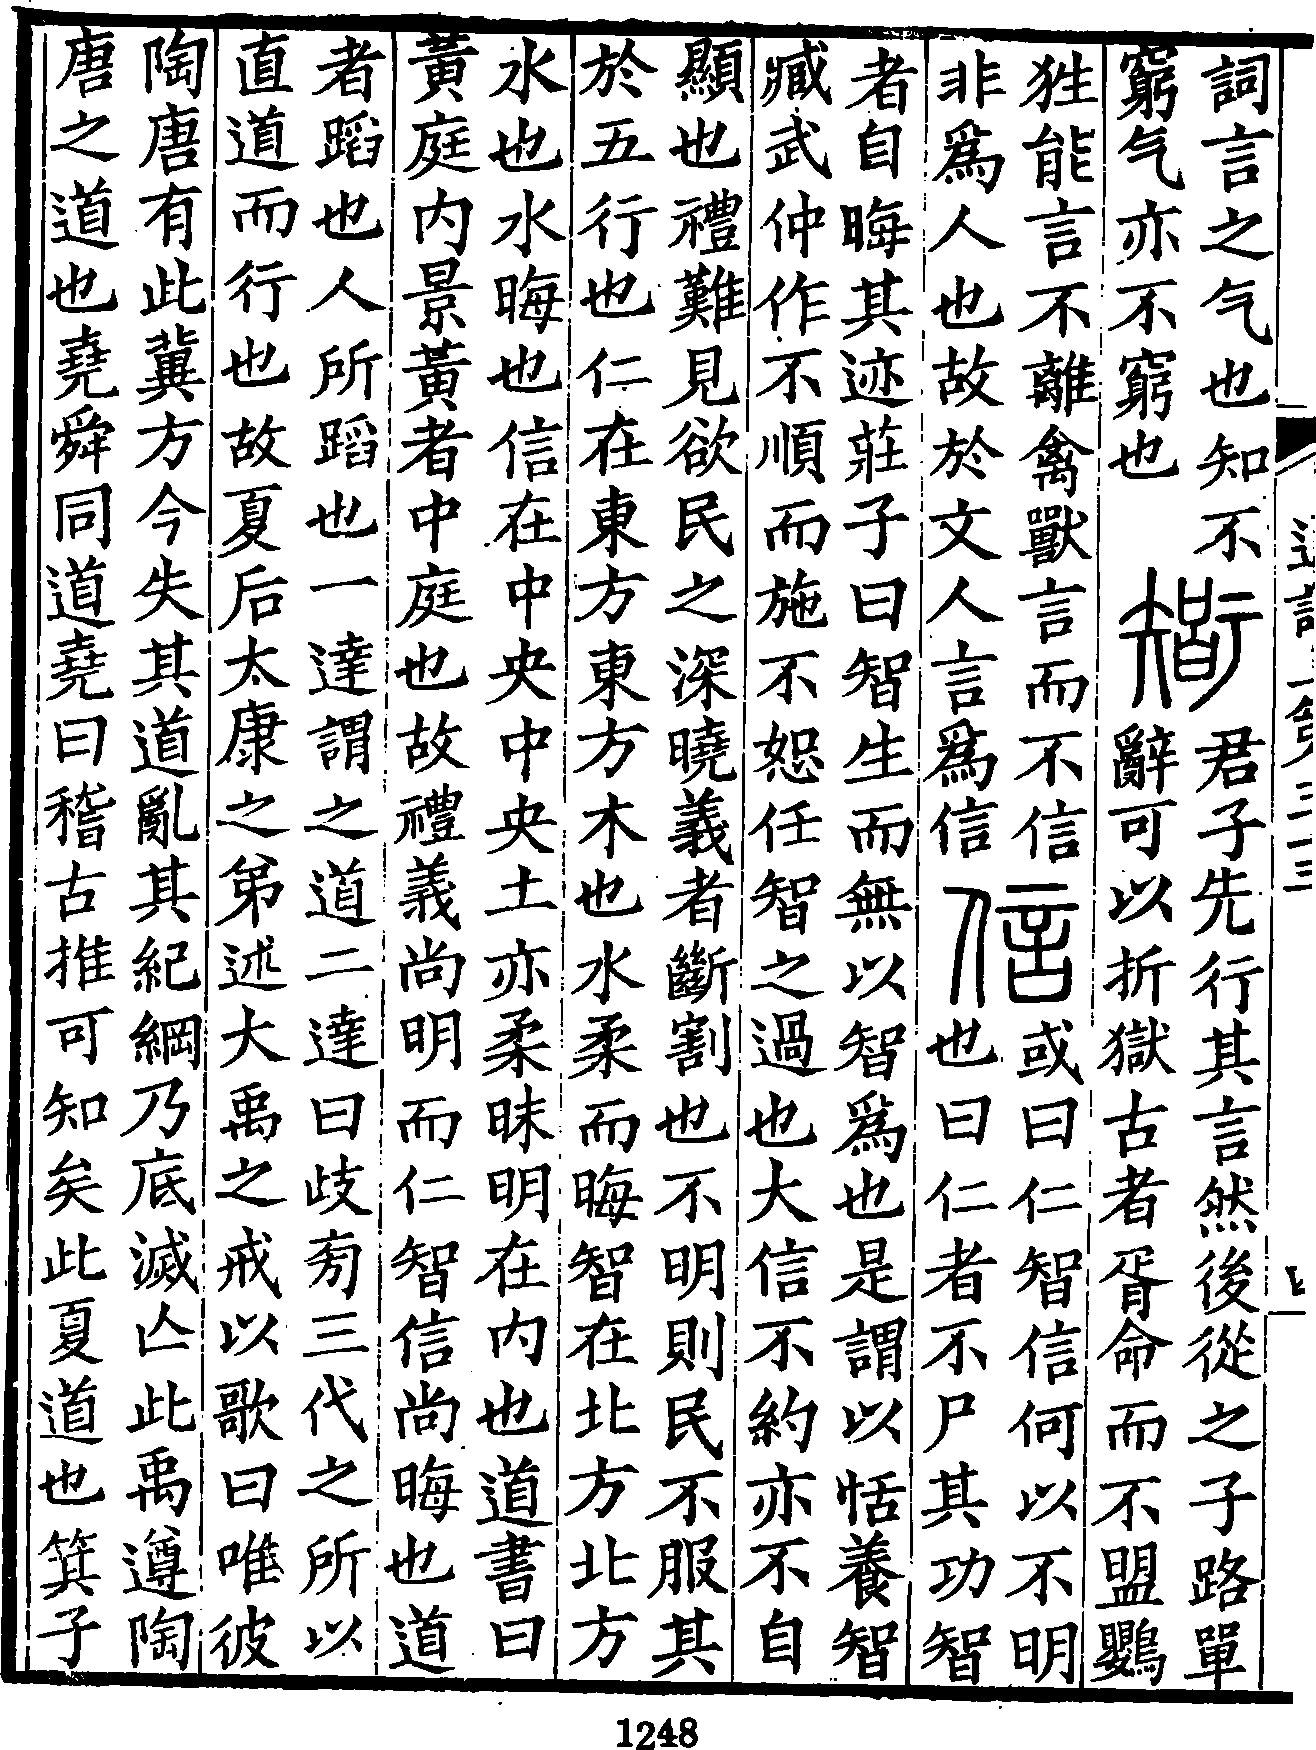 詞言之气也知不
窮气亦不窮也
𥏼
君子先行其言然後從之子路單
辭可以折獄古者胥命而不盟鸚
狌能言不離禽獸言而不信
非爲人也故於文人言爲信
信
或曰仁智信何以不明
也曰仁者不尸其功智
者自晦其迹莊子曰智生而無以智爲也是謂以恬養智
臧武仲作不順而施不恕任智之過也大信不約亦不自
顯也禮難見欲民之深曉義者斷割也不明則民不服其
於五行也仁在東方東方木也水柔而晦智在北方北方
水也水晦也信在中央中央土亦柔昧明在内也道書曰
黃庭内景黃者中庭也故禮義尚明而仁智信尚晦也道
者蹈也人所蹈也一達謂之道二達曰歧㫄三代之所以
直道而行也故夏后太康之弟述大禹之戒以歌曰唯彼
陶唐有此冀方今失其道亂其紀綱乃底滅亾此禹遵陶
唐之道也堯舜同道堯曰稽古推可知矣此夏道也箕子
1248